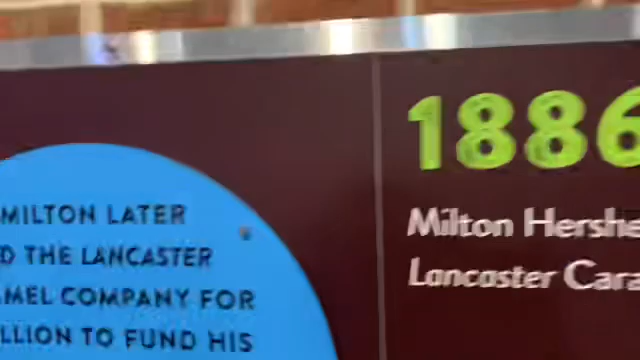 MILTON LATER
D THE LANCASTER
AMEL COMPANY FOR
LLION TO FUND HIS
1886
Milton Hershe
Lancaster Cara